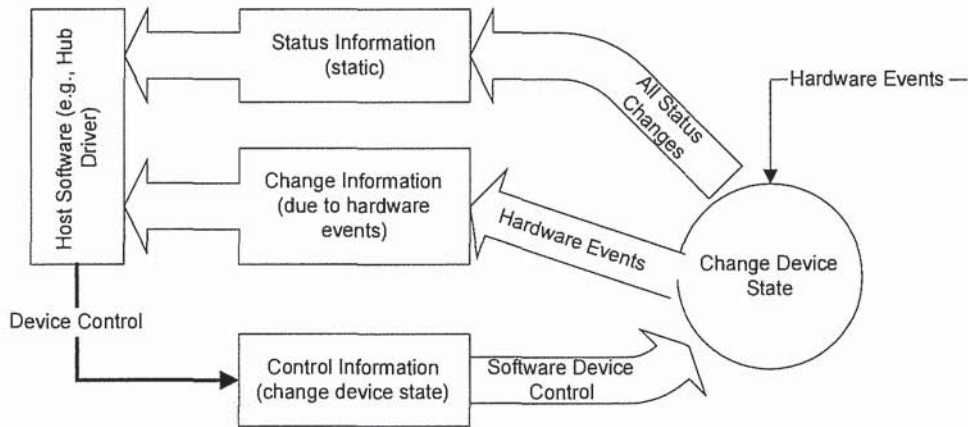 Host Software (e.g., Hub
Driver)
Status Information
(static)
All Status
Changes
Hardware Events
Change Information
(due to hardware
events)
Hardware Events
Change Device
State
Device Control
Control Information
(change device state)
Software Device
Control